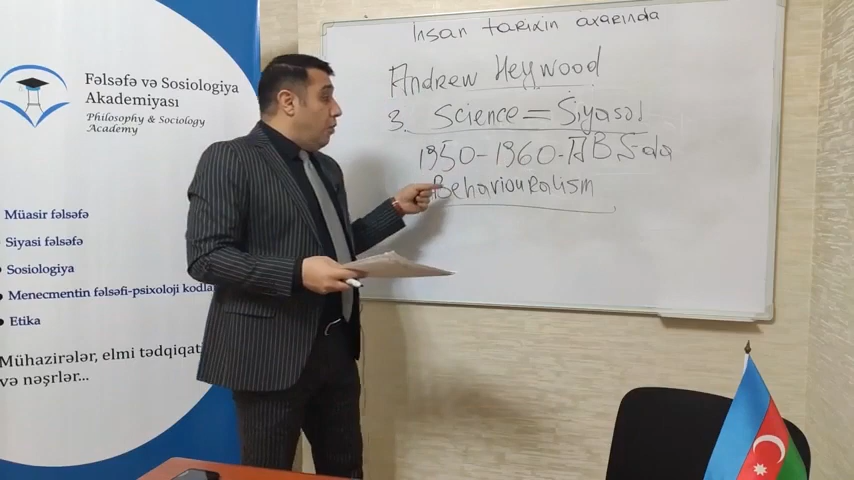 Fəlsəfə və Sosiologiya
Akademiyası
Philosophy & Sociology
Academy
Müasir fəlsəfə
Siyasi fəlsəfə
Sosiologiya
Menecmentin fəlsəfi-psixoloji kodla
Etika
Mühazirələr, elmi tədqiqat
və nəşrlər...
İnsan tarixin axarında
Andrew Heywood
3. Science = Siyasət
1950-1960-ABŞ-da
Behaviouralism